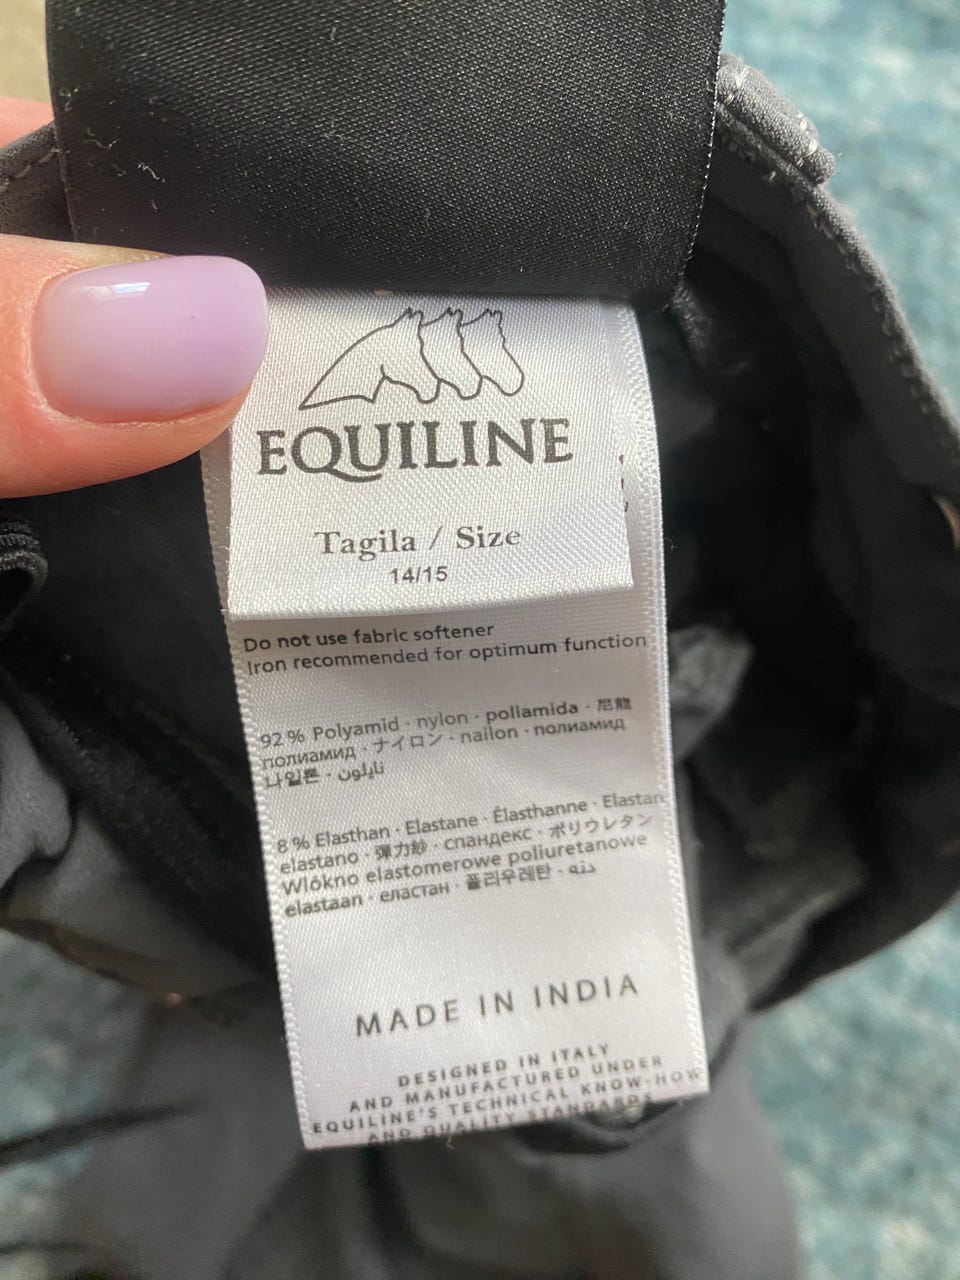 EQUILINE
Tagila / Size
14/15
Do not use fabric softener
Iron recommended for optimum function
92 % Polyamid · nylon · poliamida · 尼龍
полиамид · ナイロン · nailon · полиамид
나일론 · نايلون
8 % Elasthan · Elastane · Élasthanne · Elastan
elastano · 彈力紗 · спандекс · ポリウレタン
Włókno elastomerowe poliuretanowe
elastaan · еластан · 폴리우레탄 ·
MADE IN INDIA
DESIGNED IN ITALY
AND MANUFACTURED UNDER
EQUILINE'S TECHNICAL KNOW-HOW
AND QUALITY STANDARDS